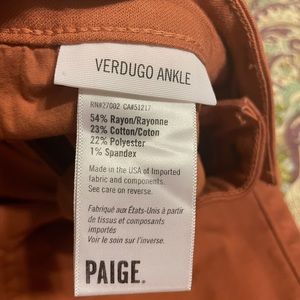 VERDUGO ANKLE
RN#27002 CA#51217
54% Rayon/Rayonne
23% Cotton/Coton
22% Polyester
1% Spandex
Made in the USA of Imported
fabric and components.
See care on reverse.
Fabriqué aux États-Unis à partir
de tissus et composants
importés
Voir le soin sur l'inverse.
PAIGE.